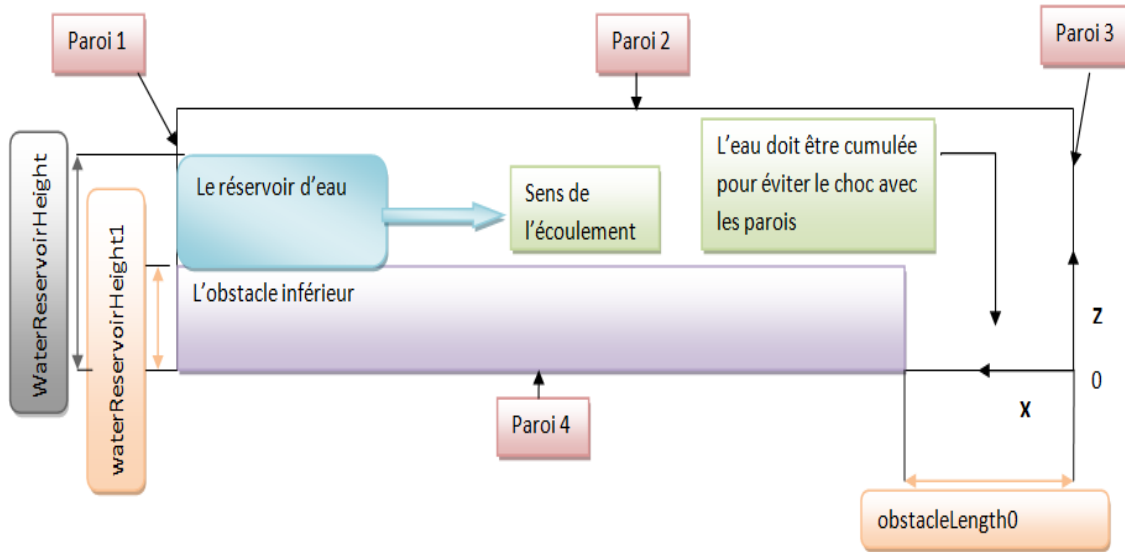 Paroi 1
Paroi 2
Paroi 3
WaterReservoirHeight
waterReservoirHeight1
Le réservoir d'eau
Sens de
l'écoulement
L'eau doit être cumulée
pour éviter le choc avec
les parois
L'obstacle inférieur
Z
0
X
Paroi 4
obstacleLength0